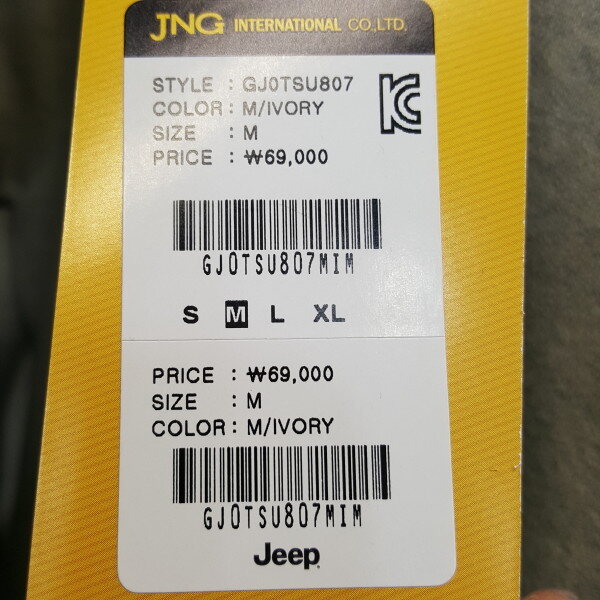 JNG INTERNATIONAL CO.,LTD.
STYLE : GJ0TSU807
COLOR : M/IVORY
SIZE : M
PRICE : ₩69,000
KC
GJ0TSU807MIM
S M L XL
PRICE : ₩69,000
SIZE : M
COLOR : M/IVORY
GJ0TSU807MIM
Jeep